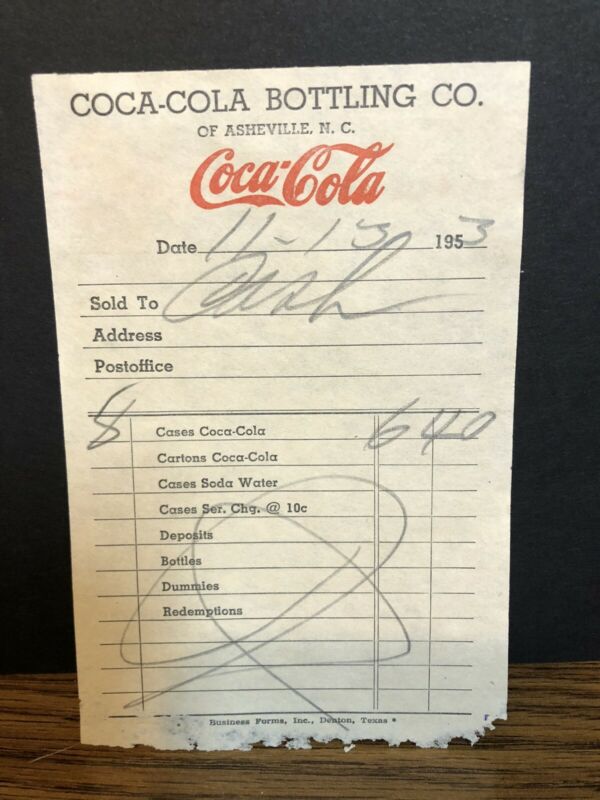 COCA-COLA BOTTLING CO.
OF ASHEVILLE, N. C.
Coca-Cola
Date 11-13 1953
Sold To Cash
Address
Postoffice
8 Cases Coca-Cola 6 40
Cartons Coca-Cola
Cases Soda Water
Cases Ser. Chg. @ 10c
Deposits
Bottles
Dummies
Redemptions
Business Forms, Inc., Denton, Texas